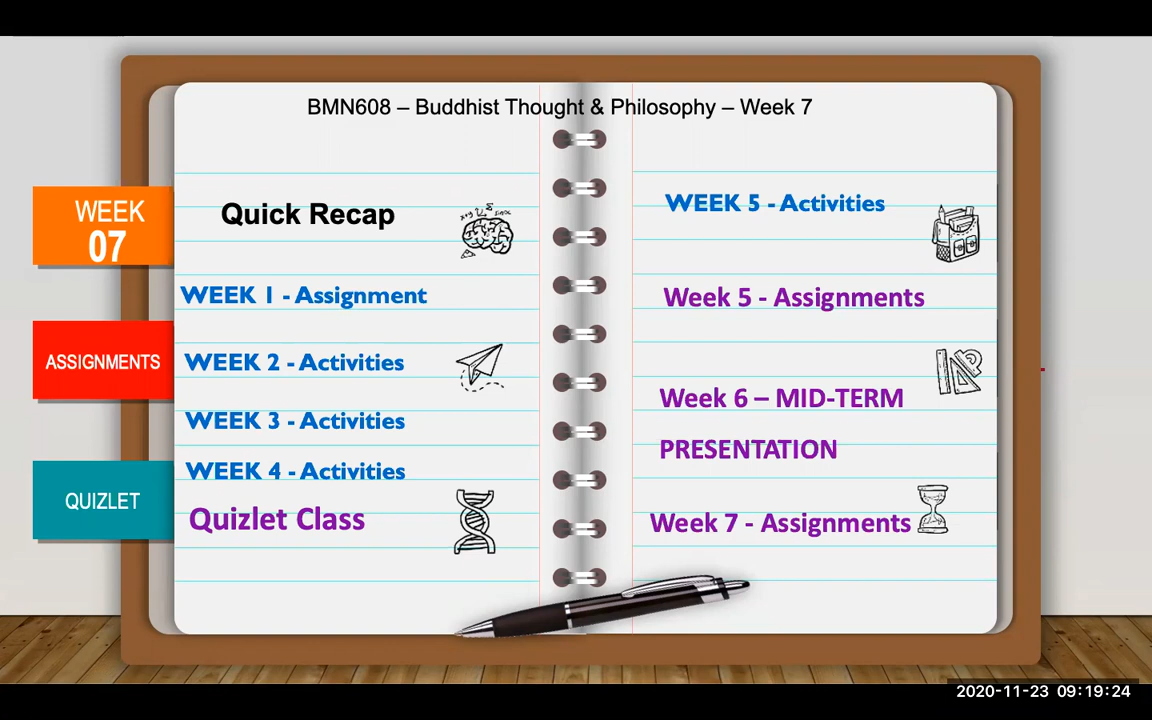 BMN608 – Buddhist Thought & Philosophy – Week 7
WEEK
07
ASSIGNMENTS
QUIZLET
Quick Recap
WEEK 1 - Assignment
WEEK 2 - Activities
WEEK 3 - Activities
WEEK 4 - Activities
Quizlet Class
WEEK 5 - Activities
Week 5 - Assignments
Week 6 – MID-TERM
PRESENTATION
Week 7 - Assignments
2020-11-23 09:19:24